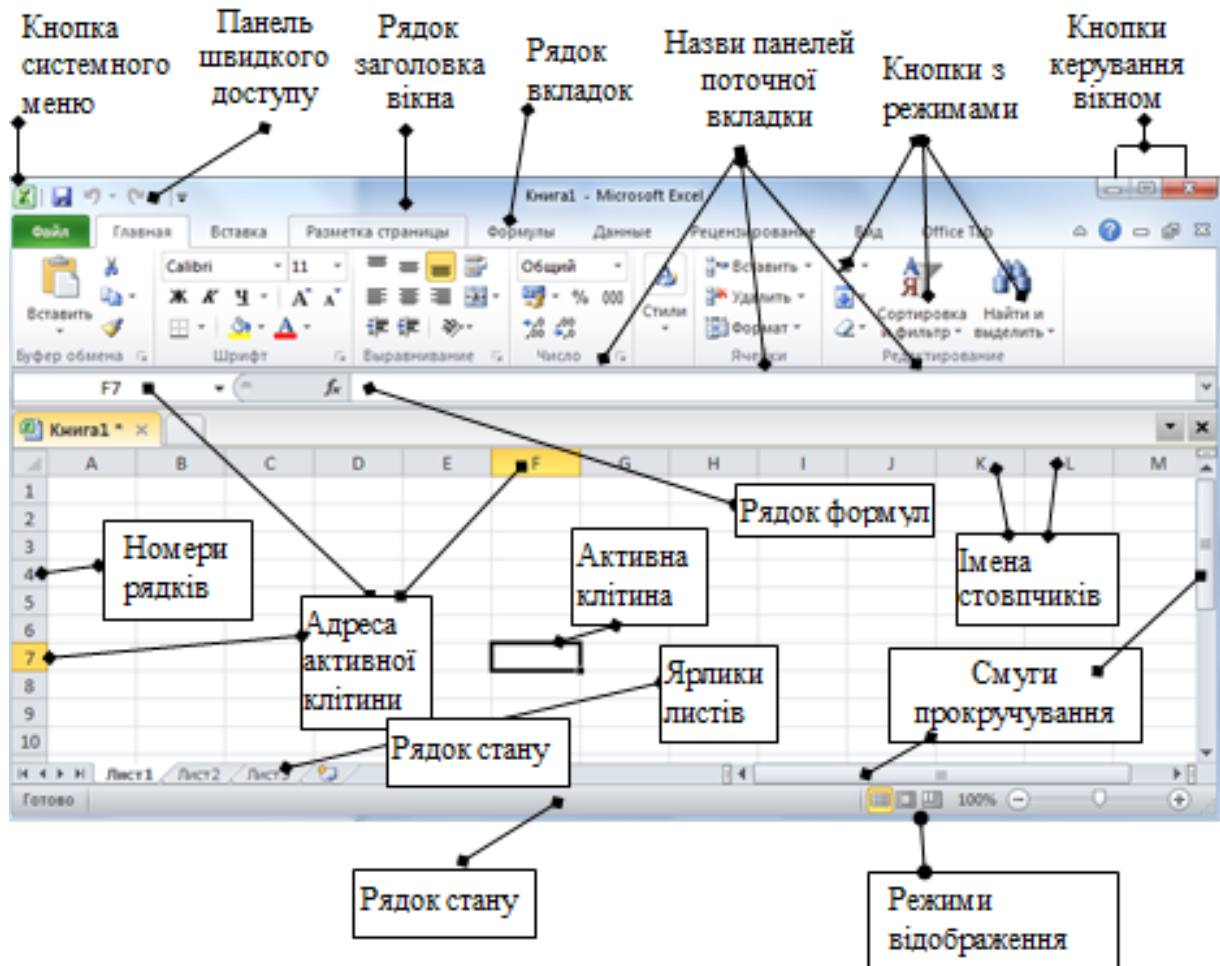 Кнопка
системного
меню
Панель
швидкого
доступу
Рядок
заголовка
вікна
Рядок
вкладок
Назви панелей
поточної
вкладки
Кнопки з
режимами
Кнопки
керування
вікном
Книга1 - Microsoft Excel
Файл Главная Вставка Разметка страницы Формулы Данные Рецензирование Вид Office Tab
Calibri 11 Общий Вставить
Ж К Ч % 000 Удалить
Вставить Стили Формат Сортировка и фильтр Найти и выделить
Буфер обмена Шрифт Выравнивание Число Ячейки Редактирование
F7 fx
Книга1 *
A B C D E F G H I J K L M
1
2
3
4
5
6
7
8
9
10
Рядок формул
Номери
рядків
Активна
клітина
Імена
стовпчиків
Адреса
активної
клітини
Ярлики
листів
Смуги
прокручування
Рядок стану
Лист1 Лист2 Лист3
Готово 100%
Рядок стану
Режими
відображення